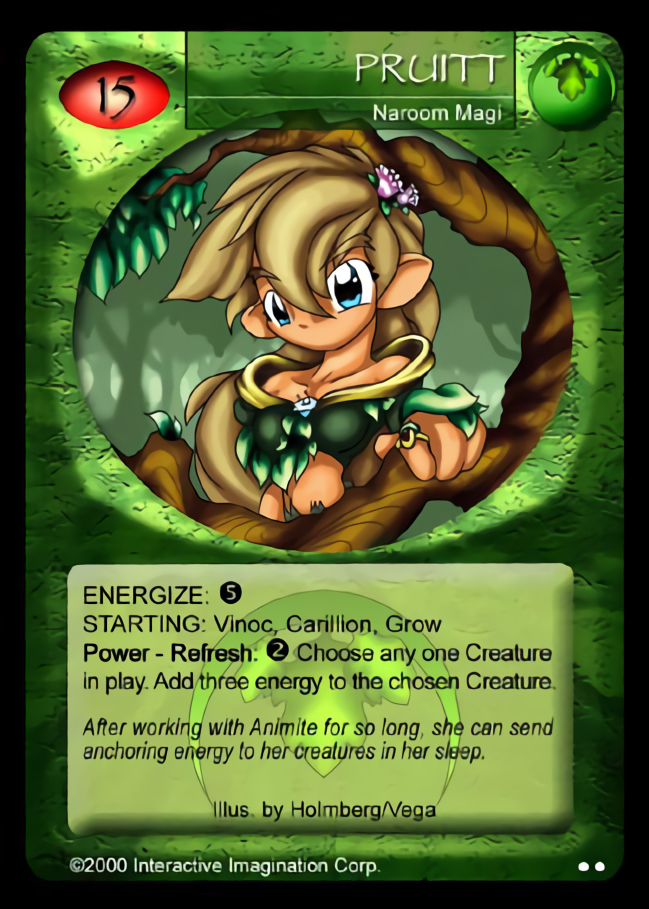 15
PRUITT
Naroom Magi
ENERGIZE: ❺
STARTING: Vinoc, Carillion, Grow
Power - Refresh: ❷ Choose any one Creature
in play. Add three energy to the chosen Creature.
After working with Animite for so long, she can send
anchoring energy to her creatures in her sleep.
Illus. by Holmberg/Vega
©2000 Interactive Imagination Corp.